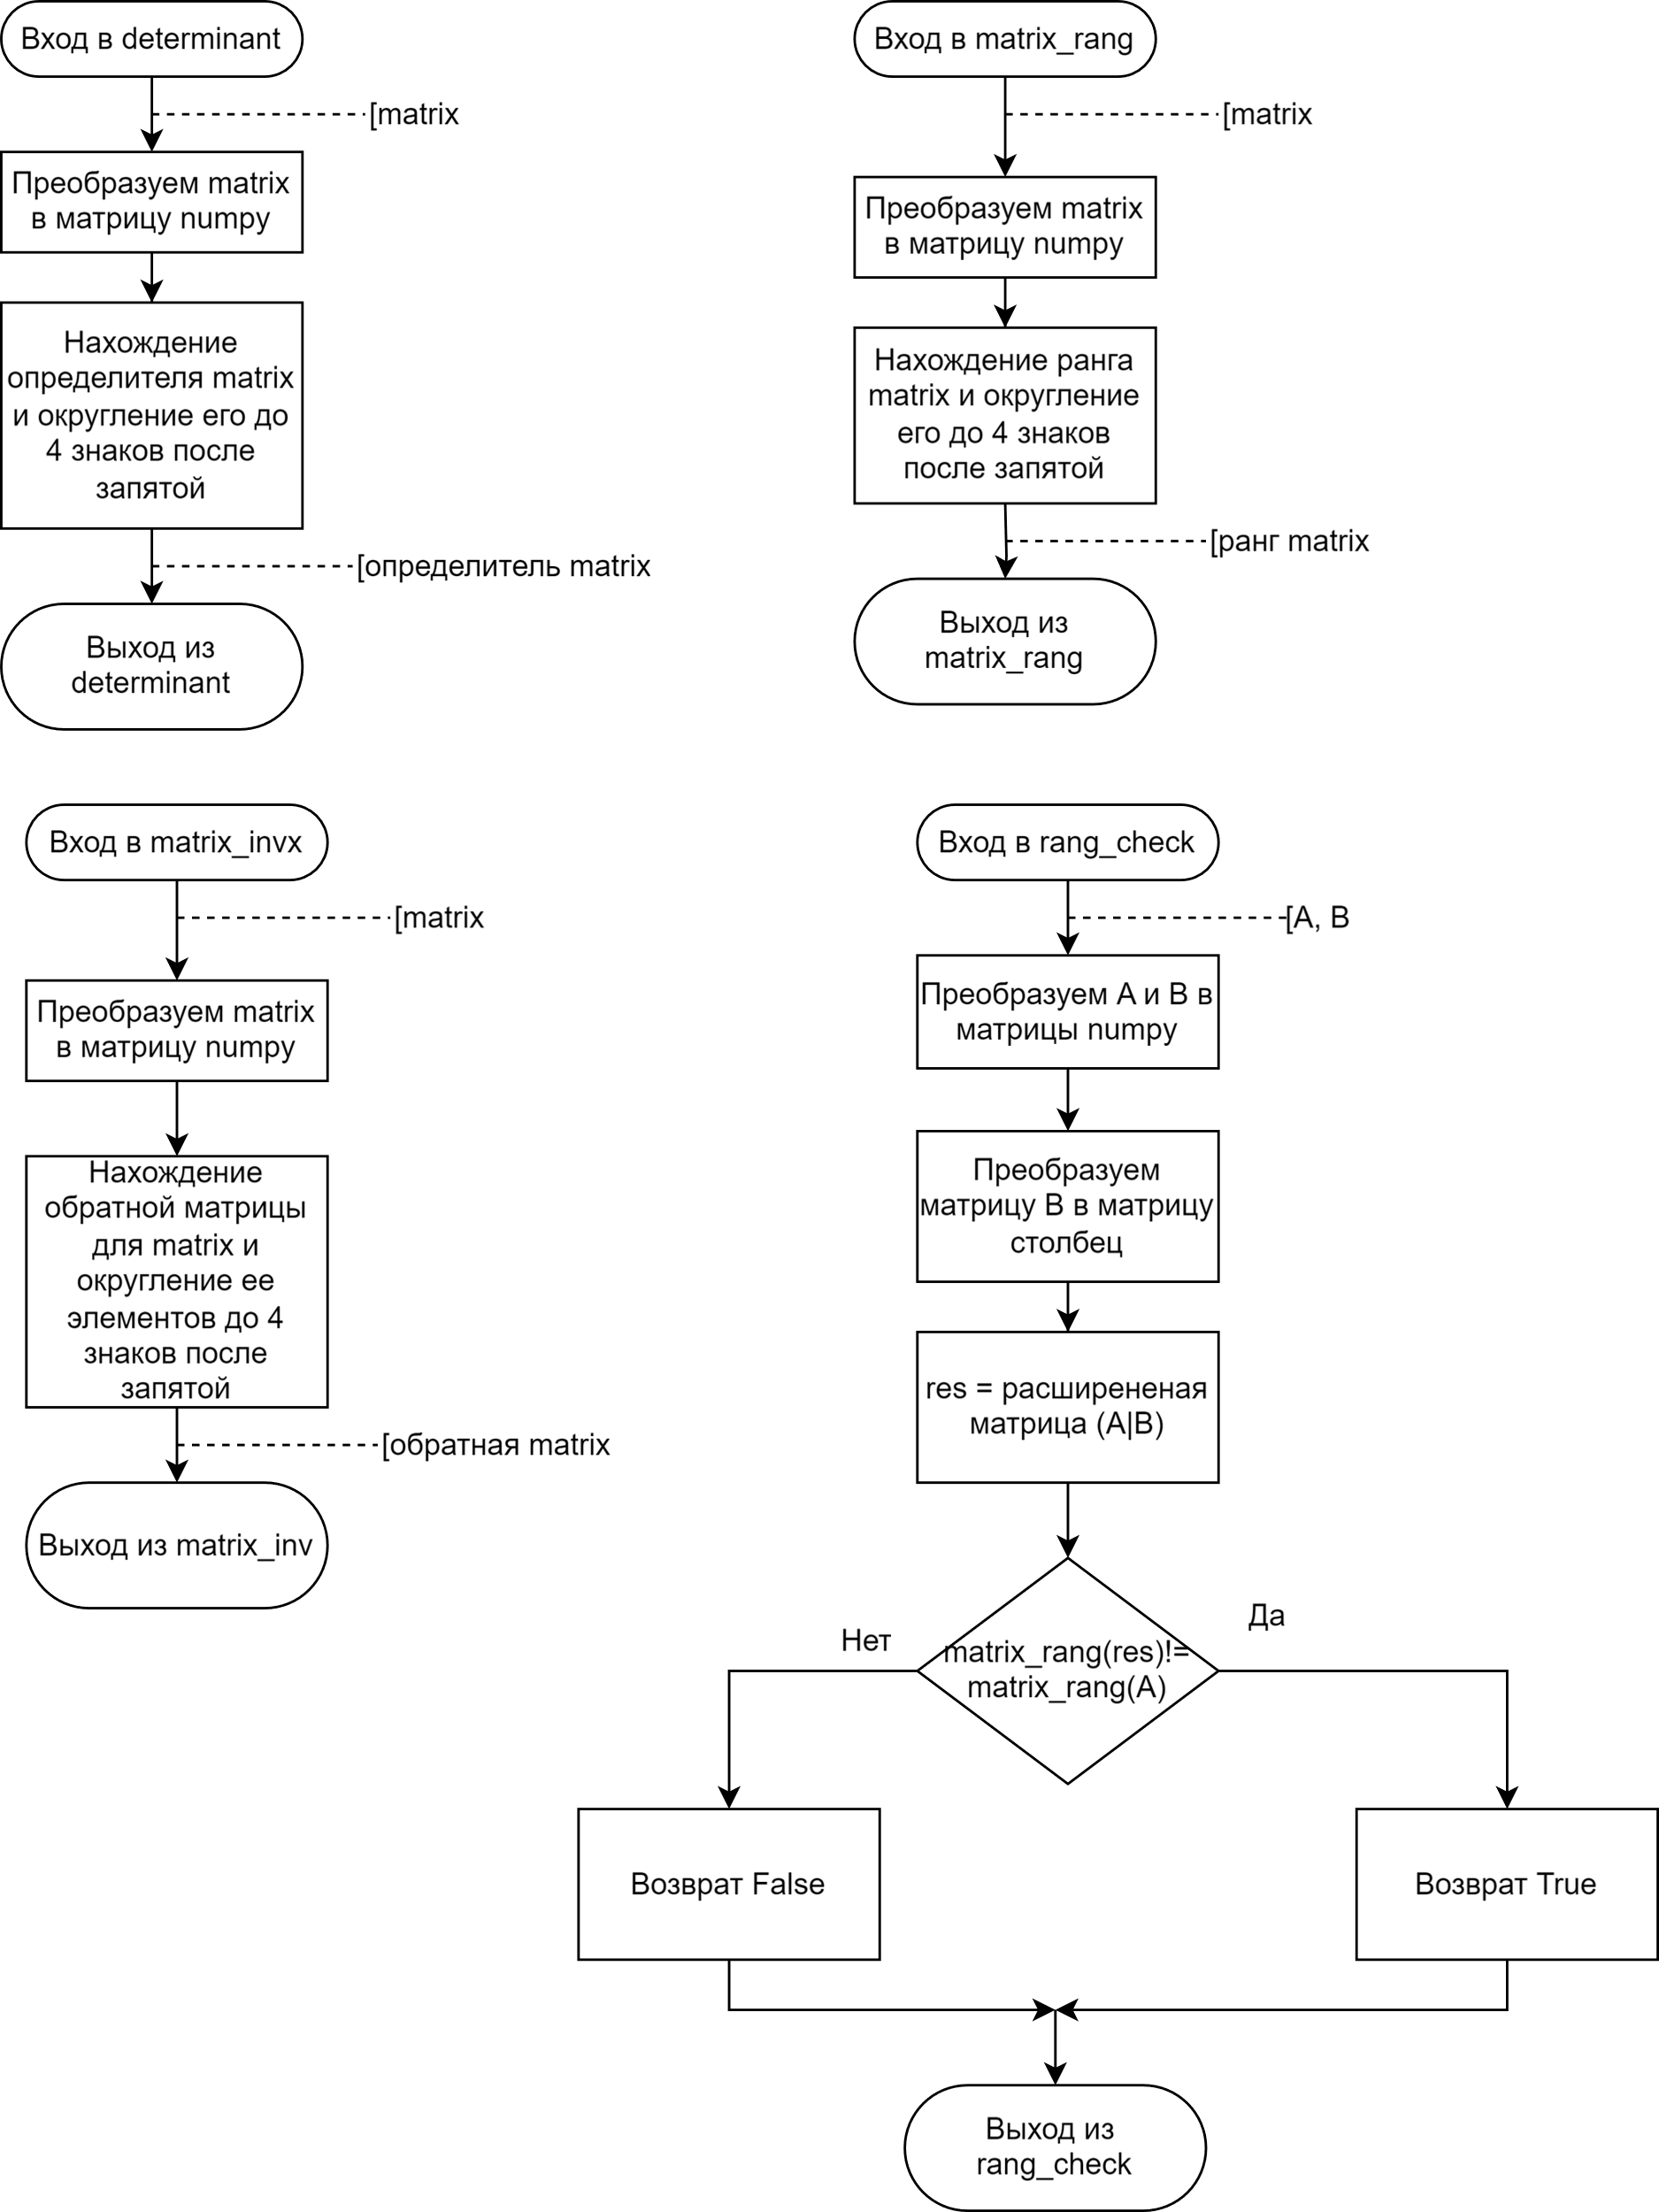 Вход в determinant
[matrix
Преобразуем matrix
в матрицу numpy
Нахождение
определителя matrix
и округление его до
4 знаков после
запятой
[определитель matrix
Выход из
determinant
Вход в matrix_rang
[matrix
Преобразуем matrix
в матрицу numpy
Нахождение ранга
matrix и округление
его до 4 знаков
после запятой
[ранг matrix
Выход из
matrix_rang
Вход в matrix_invx
[matrix
Преобразуем matrix
в матрицу numpy
Нахождение
обратной матрицы
для matrix и
округление ее
элементов до 4
знаков после
запятой
[обратная matrix
Выход из matrix_inv
Вход в rang_check
[A, B
Преобразуем A и B в
матрицы numpy
Преобразуем
матрицу B в матрицу
столбец
res = расширененая
матрица (A|B)
matrix_rang(res)!=
matrix_rang(A)
Нет
Да
Возврат False
Возврат True
Выход из
rang_check